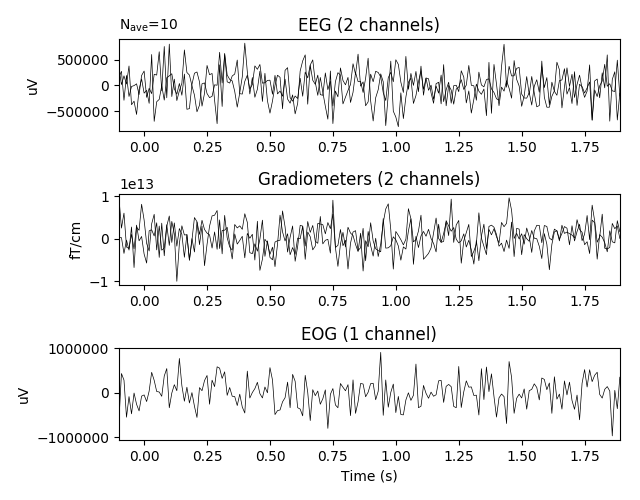 N_ave=10
EEG (2 channels)
500000
0
−500000
uV
0.00 0.25 0.50 0.75 1.00 1.25 1.50 1.75
1e13
Gradiometers (2 channels)
1
0
−1
fT/cm
0.00 0.25 0.50 0.75 1.00 1.25 1.50 1.75
EOG (1 channel)
1000000
0
−1000000
uV
0.00 0.25 0.50 0.75 1.00 1.25 1.50 1.75
Time (s)